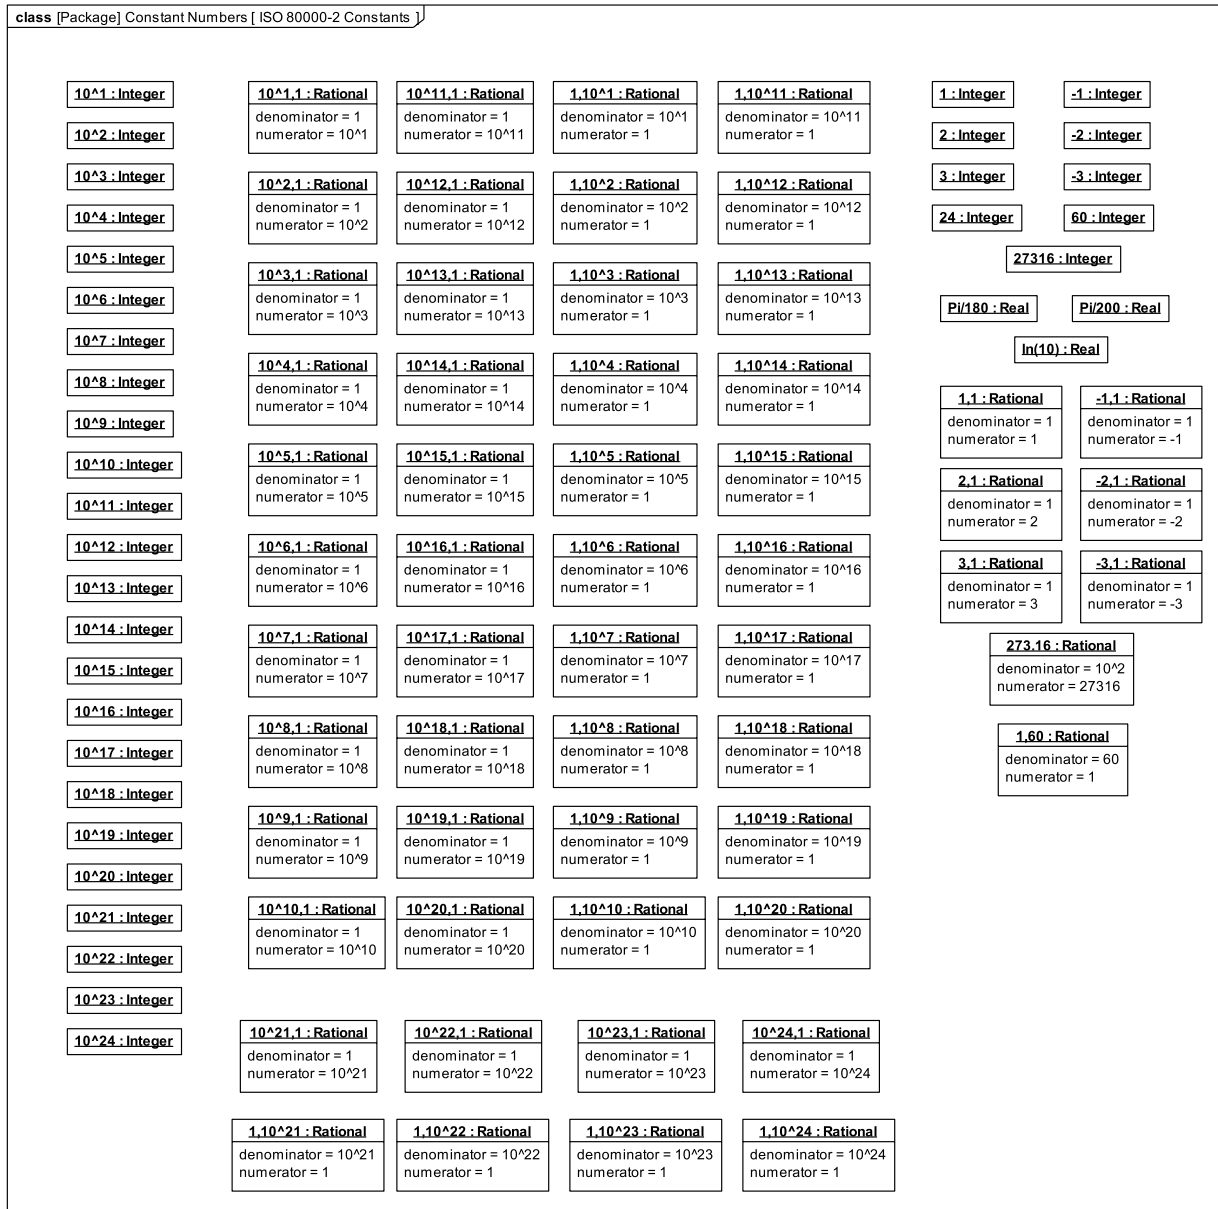 class [Package] Constant Numbers [ ISO 80000-2 Constants ]
10^1 : Integer
10^2 : Integer
10^3 : Integer
10^4 : Integer
10^5 : Integer
10^6 : Integer
10^7 : Integer
10^8 : Integer
10^9 : Integer
10^10 : Integer
10^11 : Integer
10^12 : Integer
10^13 : Integer
10^14 : Integer
10^15 : Integer
10^16 : Integer
10^17 : Integer
10^18 : Integer
10^19 : Integer
10^20 : Integer
10^21 : Integer
10^22 : Integer
10^23 : Integer
10^24 : Integer
10^1,1 : Rational
denominator = 1
numerator = 10^1
10^2,1 : Rational
denominator = 1
numerator = 10^2
10^3,1 : Rational
denominator = 1
numerator = 10^3
10^4,1 : Rational
denominator = 1
numerator = 10^4
10^5,1 : Rational
denominator = 1
numerator = 10^5
10^6,1 : Rational
denominator = 1
numerator = 10^6
10^7,1 : Rational
denominator = 1
numerator = 10^7
10^8,1 : Rational
denominator = 1
numerator = 10^8
10^9,1 : Rational
denominator = 1
numerator = 10^9
10^10,1 : Rational
denominator = 1
numerator = 10^10
10^11,1 : Rational
denominator = 1
numerator = 10^11
10^12,1 : Rational
denominator = 1
numerator = 10^12
10^13,1 : Rational
denominator = 1
numerator = 10^13
10^14,1 : Rational
denominator = 1
numerator = 10^14
10^15,1 : Rational
denominator = 1
numerator = 10^15
10^16,1 : Rational
denominator = 1
numerator = 10^16
10^17,1 : Rational
denominator = 1
numerator = 10^17
10^18,1 : Rational
denominator = 1
numerator = 10^18
10^19,1 : Rational
denominator = 1
numerator = 10^19
10^20,1 : Rational
denominator = 1
numerator = 10^20
1,10^1 : Rational
denominator = 10^1
numerator = 1
1,10^2 : Rational
denominator = 10^2
numerator = 1
1,10^3 : Rational
denominator = 10^3
numerator = 1
1,10^4 : Rational
denominator = 10^4
numerator = 1
1,10^5 : Rational
denominator = 10^5
numerator = 1
1,10^6 : Rational
denominator = 10^6
numerator = 1
1,10^7 : Rational
denominator = 10^7
numerator = 1
1,10^8 : Rational
denominator = 10^8
numerator = 1
1,10^9 : Rational
denominator = 10^9
numerator = 1
1,10^10 : Rational
denominator = 10^10
numerator = 1
1,10^11 : Rational
denominator = 10^11
numerator = 1
1,10^12 : Rational
denominator = 10^12
numerator = 1
1,10^13 : Rational
denominator = 10^13
numerator = 1
1,10^14 : Rational
denominator = 10^14
numerator = 1
1,10^15 : Rational
denominator = 10^15
numerator = 1
1,10^16 : Rational
denominator = 10^16
numerator = 1
1,10^17 : Rational
denominator = 10^17
numerator = 1
1,10^18 : Rational
denominator = 10^18
numerator = 1
1,10^19 : Rational
denominator = 10^19
numerator = 1
1,10^20 : Rational
denominator = 10^20
numerator = 1
10^21,1 : Rational
denominator = 1
numerator = 10^21
10^22,1 : Rational
denominator = 1
numerator = 10^22
10^23,1 : Rational
denominator = 1
numerator = 10^23
10^24,1 : Rational
denominator = 1
numerator = 10^24
1,10^21 : Rational
denominator = 10^21
numerator = 1
1,10^22 : Rational
denominator = 10^22
numerator = 1
1,10^23 : Rational
denominator = 10^23
numerator = 1
1,10^24 : Rational
denominator = 10^24
numerator = 1
1 : Integer
-1 : Integer
2 : Integer
-2 : Integer
3 : Integer
-3 : Integer
24 : Integer
60 : Integer
27316 : Integer
Pi/180 : Real
Pi/200 : Real
ln(10) : Real
1,1 : Rational
denominator = 1
numerator = 1
-1,1 : Rational
denominator = 1
numerator = -1
2,1 : Rational
denominator = 1
numerator = 2
-2,1 : Rational
denominator = 1
numerator = -2
3,1 : Rational
denominator = 1
numerator = 3
-3,1 : Rational
denominator = 1
numerator = -3
273.16 : Rational
denominator = 10^2
numerator = 27316
1,60 : Rational
denominator = 60
numerator = 1